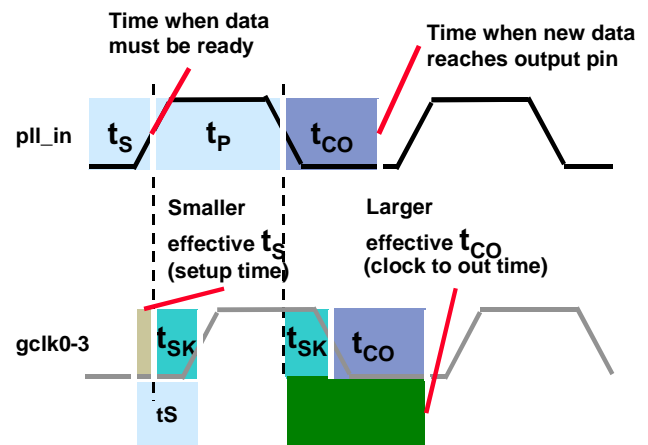 Time when data
must be ready
Time when new data
reaches output pin
pll_in
tS
tP
tCO
Smaller
effective tS
(setup time)
Larger
effective tCO
(clock to out time)
gclk0-3
tSK
tSK
tCO
tS